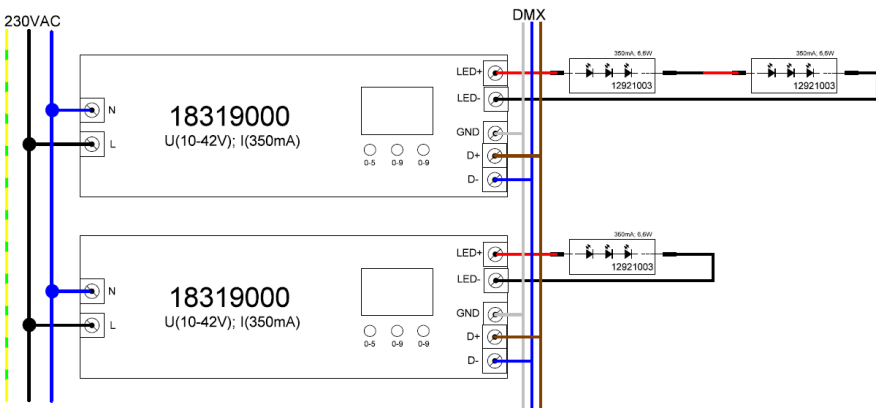 230VAC
DMX
N
L
18319000
U(10-42V); I(350mA)
0-5 0-9 0-9
LED+
LED-
GND
D+
D-
350mA; 6,6W
12921003
350mA; 6,6W
12921003
N
L
18319000
U(10-42V); I(350mA)
0-5 0-9 0-9
LED+
LED-
GND
D+
D-
350mA; 6,6W
12921003